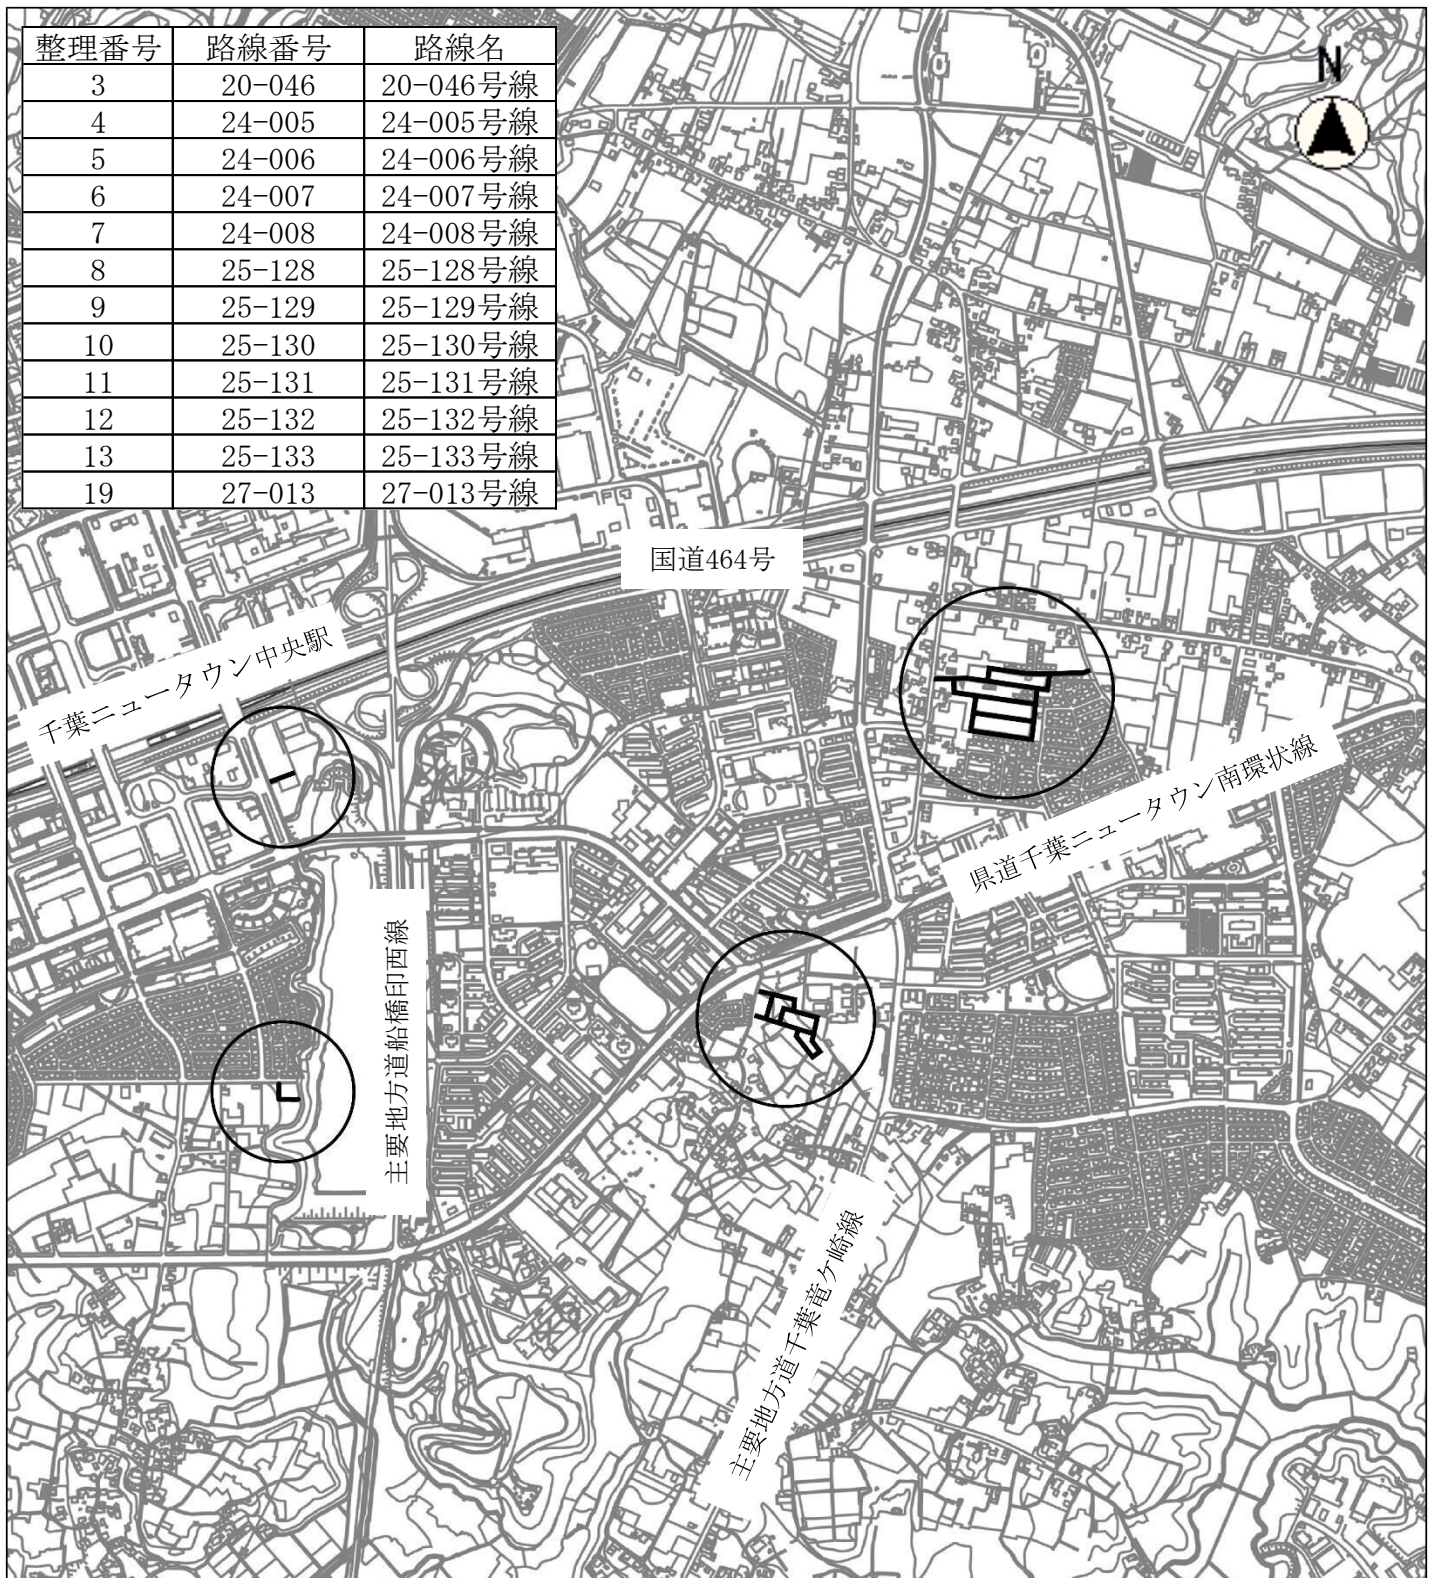 整理番号 路線番号 路線名
3 20-046 20-046号線
4 24-005 24-005号線
5 24-006 24-006号線
6 24-007 24-007号線
7 24-008 24-008号線
8 25-128 25-128号線
9 25-129 25-129号線
10 25-130 25-130号線
11 25-131 25-131号線
12 25-132 25-132号線
13 25-133 25-133号線
19 27-013 27-013号線
N
国道464号
千葉ニュータウン中央駅
県道千葉ニュータウン南環状線
主要地方道船橋印西線
主要地方道千葉竜ケ崎線